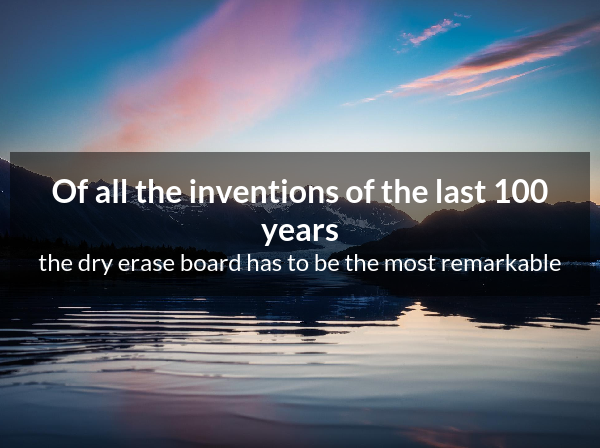 Of all the inventions of the last 100
years
the dry erase board has to be the most remarkable